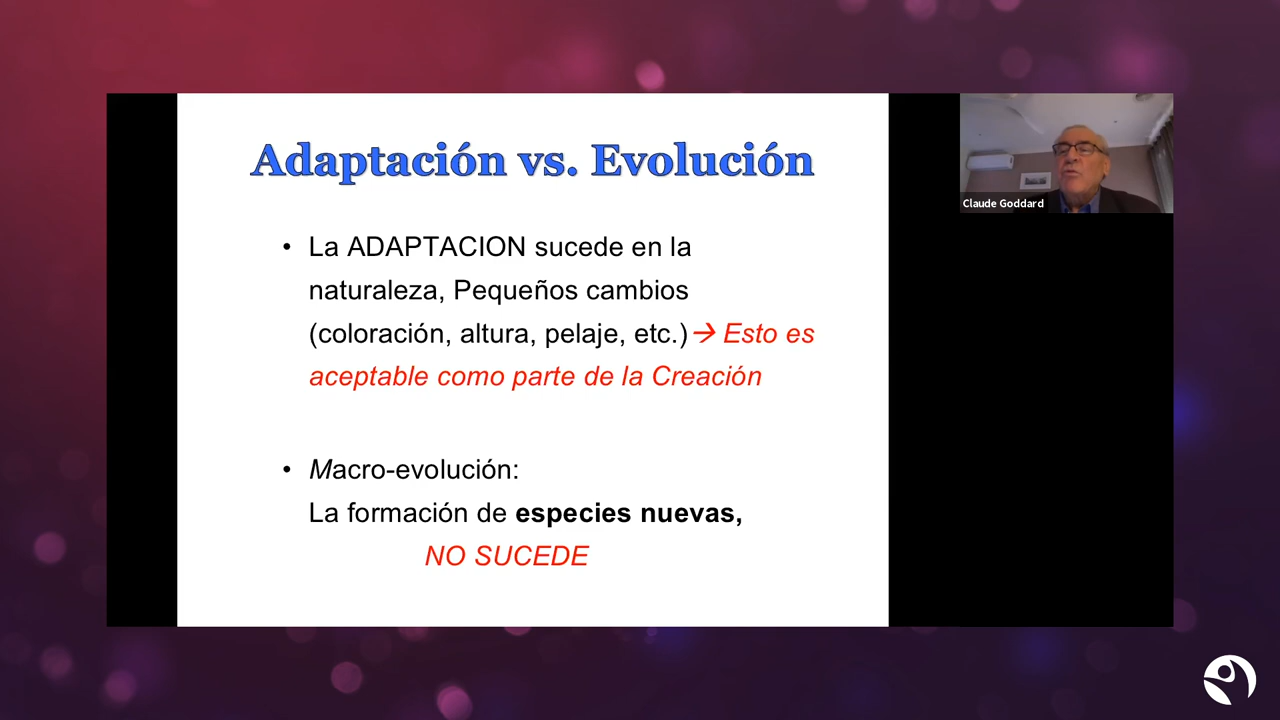 Adaptación vs. Evolución
• La ADAPTACION sucede en la
naturaleza, Pequeños cambios
(coloración, altura, pelaje, etc.)→ Esto es
aceptable como parte de la Creación
• Macro-evolución:
La formación de especies nuevas,
NO SUCEDE
Claude Goddard